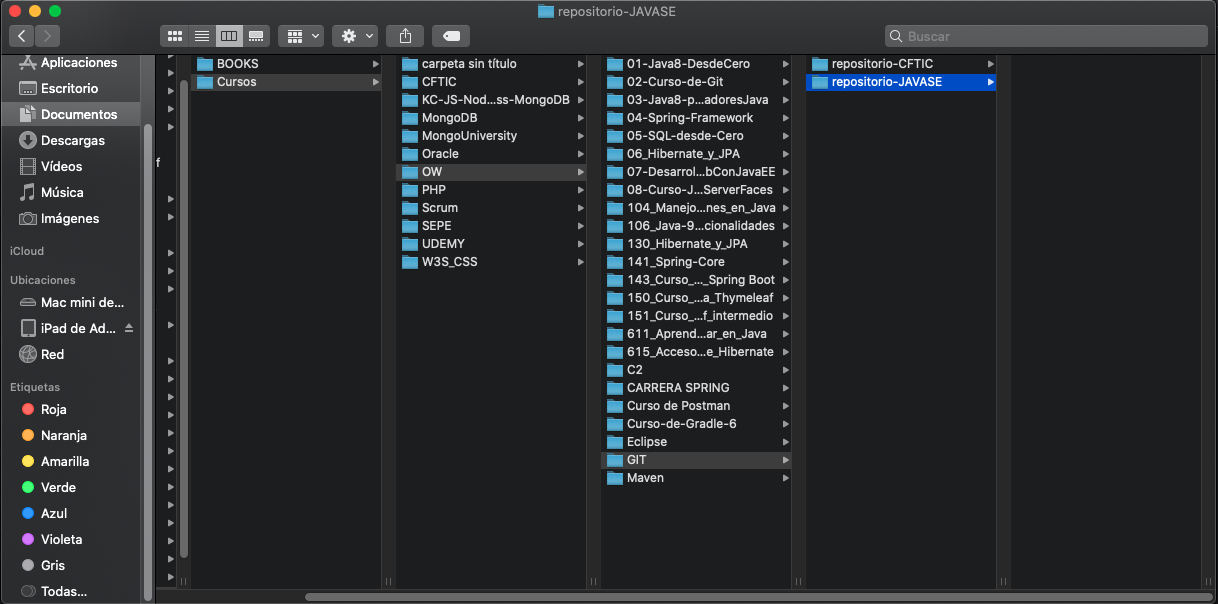 repositorio-JAVASE
Buscar
Aplicaciones
Escritorio
Documentos
Descargas
Vídeos
Música
Imágenes
iCloud
Ubicaciones
Mac mini de...
iPad de Ad...
Red
Etiquetas
Roja
Naranja
Amarilla
Verde
Azul
Violeta
Gris
Todas...
f
BOOKS
Cursos
carpeta sin título
CFTIC
KC-JS-Nod...ss-MongoDB
MongoDB
MongoUniversity
Oracle
OW
PHP
Scrum
SEPE
UDEMY
W3S_CSS
01-Java8-DesdeCero
02-Curso-de-Git
03-Java8-p...adoresJava
04-Spring-Framework
05-SQL-desde-Cero
06_Hibernate_y_JPA
07-Desarrol...bConJavaEE
08-Curso-J...ServerFaces
104_Manejo...nes_en_Java
106_Java-9...cionalidades
130_Hibernate_y_JPA
141_Spring-Core
143_Curso_..._Spring Boot
150_Curso_...a_Thymeleaf
151_Curso_...f_intermedio
611_Aprend...ar_en_Java
615_Acceso...e_Hibernate
C2
CARRERA SPRING
Curso de Postman
Curso-de-Gradle-6
Eclipse
GIT
Maven
repositorio-CFTIC
repositorio-JAVASE